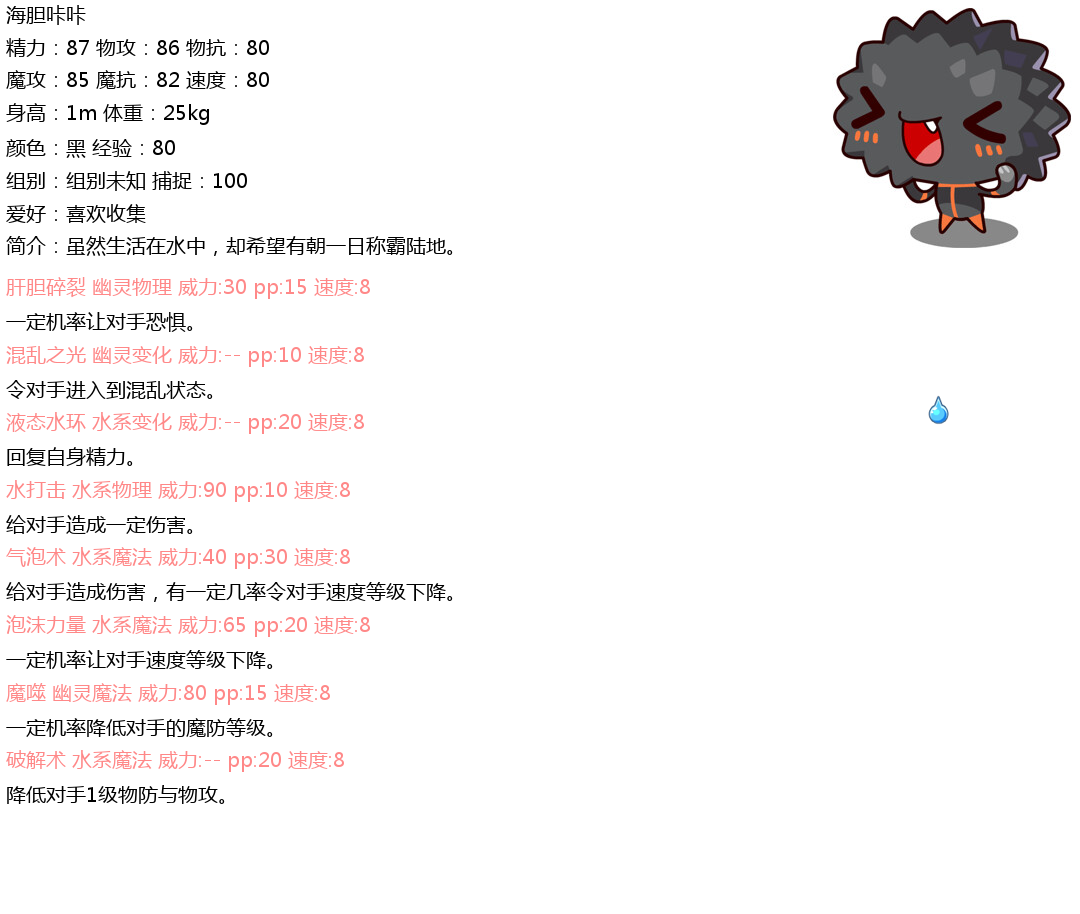 海胆咔咔
精力：87 物攻：86 物抗：80
魔攻：85 魔抗：82 速度：80
身高：1m 体重：25kg
颜色：黑 经验：80
组别：组别未知 捕捉：100
爱好：喜欢收集
简介：虽然生活在水中，却希望有朝一日称霸陆地。
肝胆碎裂 幽灵物理 威力:30 pp:15 速度:8
一定机率让对手恐惧。
混乱之光 幽灵变化 威力:-- pp:10 速度:8
令对手进入到混乱状态。
液态水环 水系变化 威力:-- pp:20 速度:8
回复自身精力。
水打击 水系物理 威力:90 pp:10 速度:8
给对手造成一定伤害。
气泡术 水系魔法 威力:40 pp:30 速度:8
给对手造成伤害，有一定几率令对手速度等级下降。
泡沫力量 水系魔法 威力:65 pp:20 速度:8
一定机率让对手速度等级下降。
魔噬 幽灵魔法 威力:80 pp:15 速度:8
一定机率降低对手的魔防等级。
破解术 水系魔法 威力:-- pp:20 速度:8
降低对手1级物防与物攻。